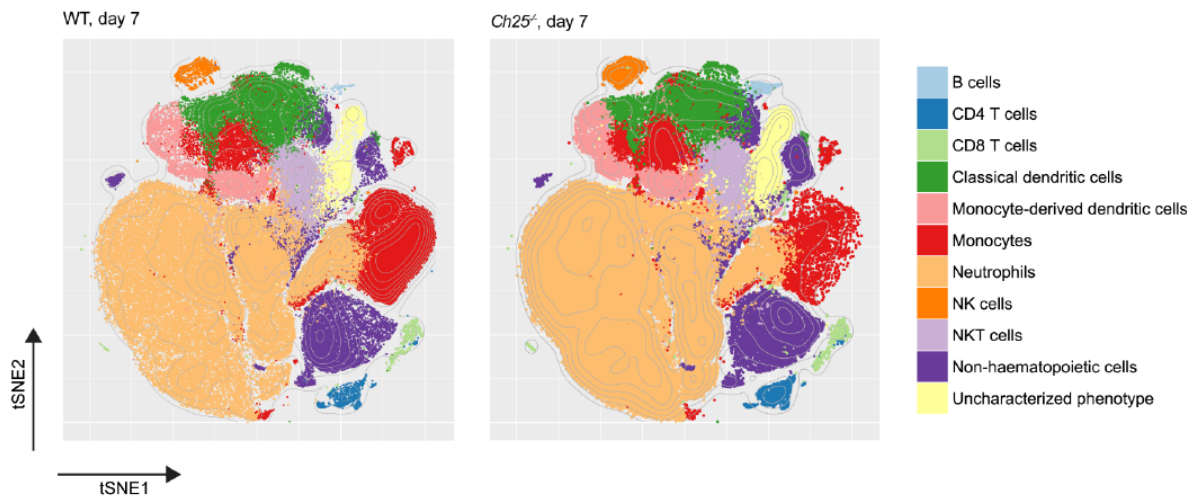 WT, day 7
Ch25-/-, day 7
B cells
CD4 T cells
CD8 T cells
Classical dendritic cells
Monocyte-derived dendritic cells
Monocytes
Neutrophils
NK cells
NKT cells
Non-haematopoietic cells
Uncharacterized phenotype
tSNE2
tSNE1